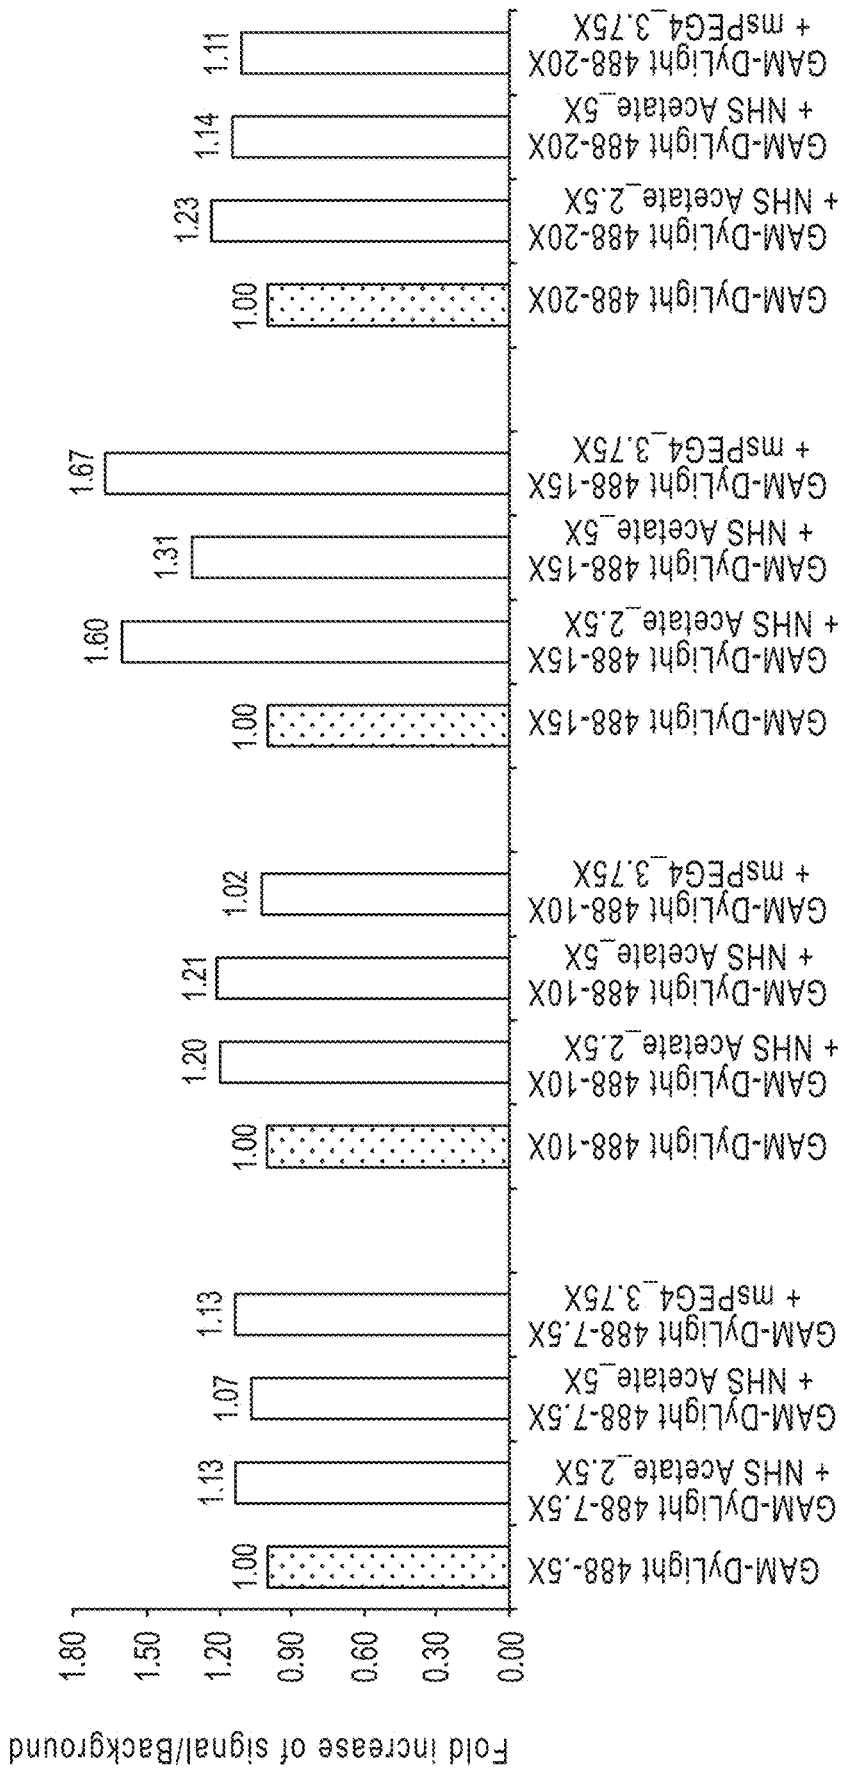 Fold increase of signal/Background
1.80
1.50
1.20
0.90
0.60
0.30
0.00
1.00
1.13
1.07
1.13
1.00
1.20
1.21
1.02
1.00
1.60
1.31
1.67
1.00
1.23
1.14
1.11
GAM-DyLight 488-.5X
GAM-DyLight 488-7.5X
+ NHS Acetate_2.5X
GAM-DyLight 488-7.5X
+ NHS Acetate_5X
GAM-DyLight 488-7.5X
+ msPEG4_3.75X
GAM-DyLight 488-10X
GAM-DyLight 488-10X
+ NHS Acetate_2.5X
GAM-DyLight 488-10X
+ NHS Acetate_5X
GAM-DyLight 488-10X
+ msPEG4_3.75X
GAM-DyLight 488-15X
GAM-DyLight 488-15X
+ NHS Acetate_2.5X
GAM-DyLight 488-15X
+ NHS Acetate_5X
GAM-DyLight 488-15X
+ msPEG4_3.75X
GAM-DyLight 488-20X
GAM-DyLight 488-20X
+ NHS Acetate_2.5X
GAM-DyLight 488-20X
+ NHS Acetate_5X
GAM-DyLight 488-20X
+ msPEG4_3.75X